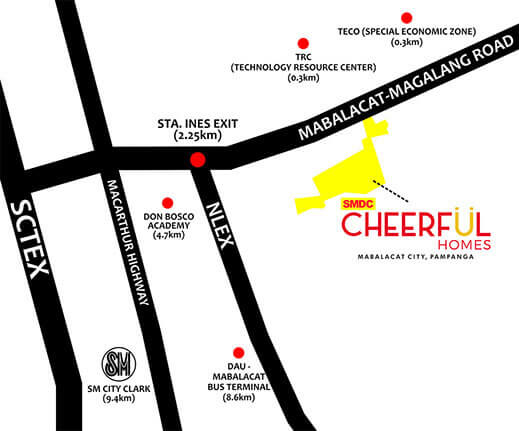 TECO (SPECIAL ECONOMIC ZONE)
(0.3km)
TRC
(TECHNOLOGY RESOURCE CENTER)
(0.3km)
MABALACAT-MAGALANG ROAD
STA. INES EXIT
(2.25km)
SCTEX
MACARTHUR HIGHWAY
DON BOSCO
ACADEMY
(4.7km)
NLEX
SMDC
CHEERFÜL
HOMES
MABALACAT CITY, PAMPANGA
SM
SM CITY CLARK
(9.4km)
DAU -
MABALACAT
BUS TERMINAL
(8.6km)